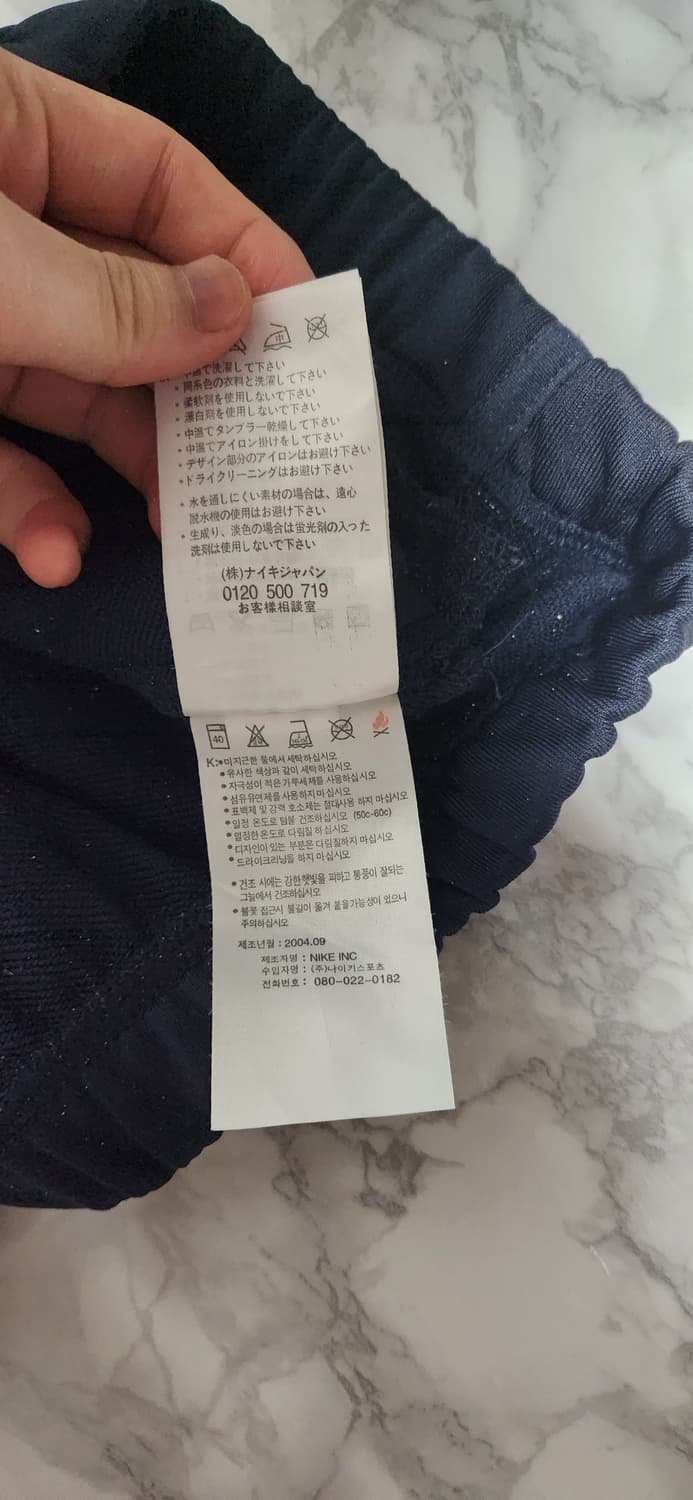 中
・中温で洗濯して下さい
・同系色の衣料と洗濯して下さい
・柔軟剤を使用しないで下さい
・漂白剤を使用しないで下さい
・中温でタンブラー乾燥して下さい
・中温でアイロン掛けをして下さい
・デザイン部分のアイロンはお避け下さい
・ドライクリーニングはお避け下さい
・水を通しにくい素材の場合は、遠心
脱水機の使用はお避け下さい
・生成り、淡色の場合は蛍光剤の入った
洗剤は使用しないで下さい
(株)ナイキジャパン
0120 500 719
お客様相談室
40
K:•미지근한 물에서 세탁하십시오
•유사한 색상과 같이 세탁하십시오
•자극성이 적은 가루세제를 사용하십시오
•섬유유연제를 사용하지 마십시오
•표백제 및 강력 효소제는 절대사용 하지 마십시오
•일정 온도로 텀블 건조하십시오 (50c-60c)
•일정한 온도로 다림질 하십시오
•디자인이 있는 부분은 다림질하지 마십시오
•드라이크리닝을 하지 마십시오
•건조 시에는 강한 햇빛을 피하고 통풍이 잘되는
그늘에서 건조하십시오
•불꽃 접근시 불길이 옮겨 붙을 가능성이 있으니
주의하십시오
제조년월 : 2004.09
제조자명 : NIKE INC
수입자명 : (주)나이키스포츠
전화번호 : 080-022-0182